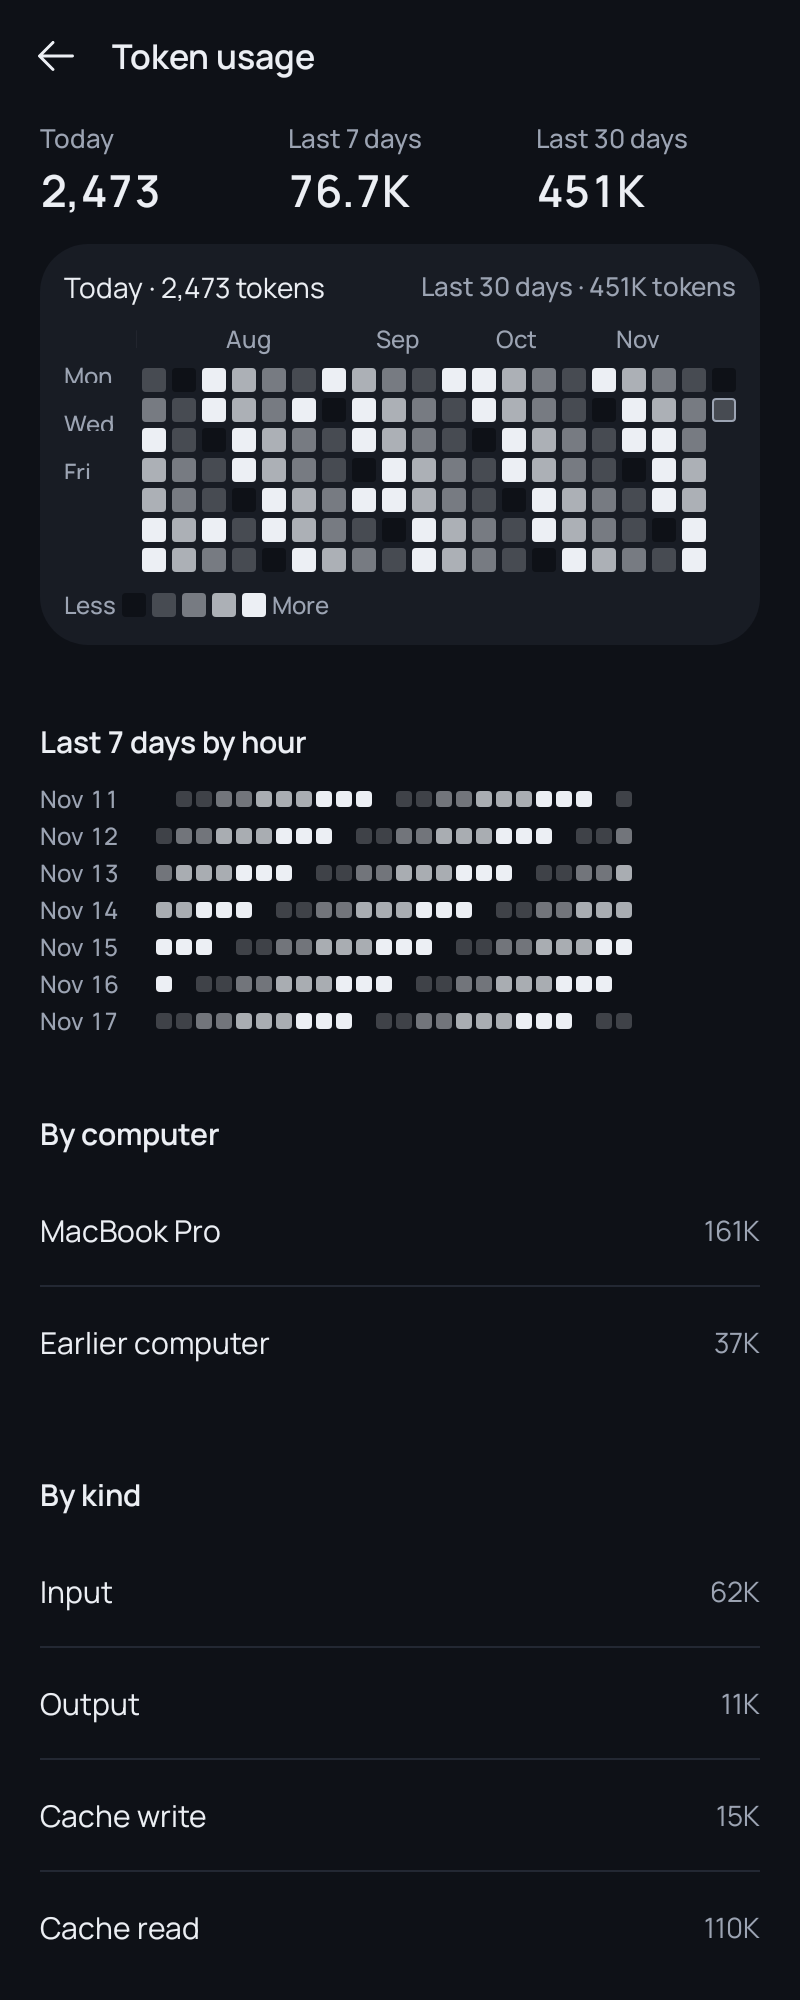 Token usage
Today Last 7 days Last 30 days
2,473 76.7K 451K
Today · 2,473 tokens Last 30 days · 451K tokens
Aug Sep Oct Nov
Mon
Wed
Fri
Less More
Last 7 days by hour
Nov 11
Nov 12
Nov 13
Nov 14
Nov 15
Nov 16
Nov 17
By computer
MacBook Pro 161K
Earlier computer 37K
By kind
Input 62K
Output 11K
Cache write 15K
Cache read 110K